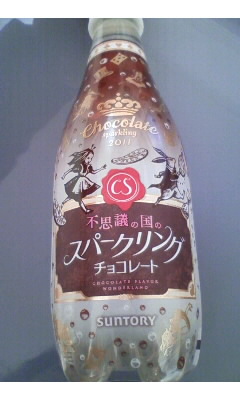 Chocolate
sparkling
2011
CS
不思議の国の
スパークリング
チョコレート
CHOCOLATE FLAVOR
WONDERLAND
SUNTORY